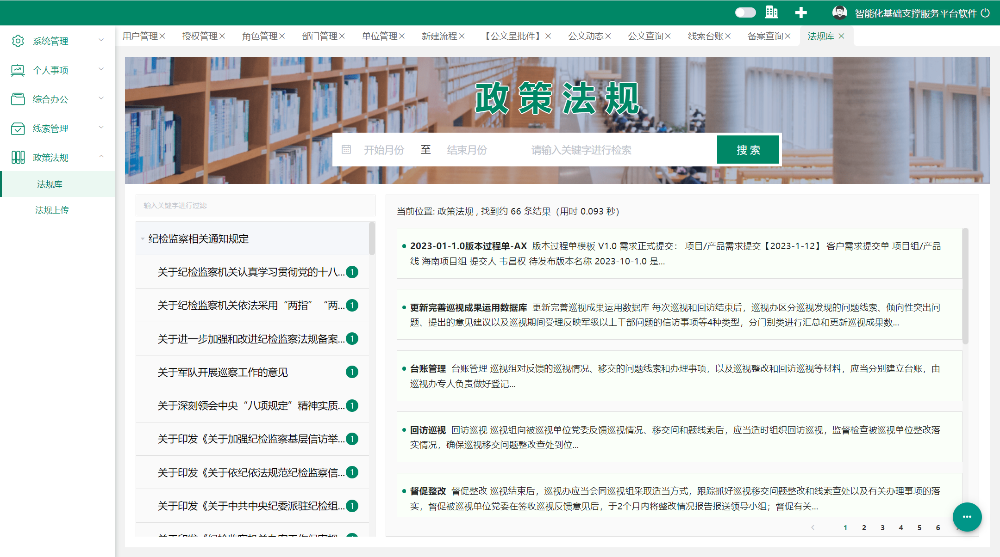 智能化基础支撑服务平台软件
用户管理 授权管理 角色管理 部门管理 单位管理 新建流程 【公文呈批件】 公文动态 公文查询 线索台账 备案查询 法规库
系统管理
个人事项
综合办公
线索管理
政策法规
法规库
法规上传
政策法规
开始月份 至 结束月份 请输入关键字进行检索 搜索
输入关键字进行过滤
纪检监察相关通知规定
关于纪检监察机关认真学习贯彻党的十八... 1
关于纪检监察机关依法采用“两指”“两... 1
关于进一步加强和改进纪检监察法规备案... 1
关于军队开展巡察工作的意见 1
关于深刻领会中央“八项规定”精神实质... 1
关于印发《关于加强纪检监察基层信访举... 1
关于印发《关于依纪依法规范纪检监察信... 1
关于印发《关于中共中央纪委派驻纪检组... 1
当前位置: 政策法规 , 找到约 66 条结果（用时 0.093 秒）
2023-01-1.0版本过程单-AX 版本过程单模板 V1.0 需求正式提交： 项目/产品需求提交【2023-1-12】 客户需求提交单 项目组/产品
线 海南项目组 提交人 韦昌权 待发布版本名称 2023-10-1.0 是...
更新完善巡视成果运用数据库 更新完善巡视成果运用数据库 每次巡视和回访结束后，巡视办区分巡视发现的问题线索、倾向性突出问
题、提出的意见建议以及巡视期间受理反映军级以上干部问题的信访事项等4种类型，分门别类进行汇总和更新巡视成果数...
台账管理 台账管理 巡视组对反馈的巡视情况、移交的问题线索和办理事项，以及巡视整改和回访巡视等材料，应当分别建立台账，由
巡视办专人负责做好登记...
回访巡视 回访巡视 巡视组向被巡视单位党委反馈巡视情况、移交问和题线索后，应当适时组织回访巡视，监督检查被巡视单位整改落
实情况，确保巡视移交问题整改查处到位...
督促整改 督促整改 巡视结束后，巡视办应当会同巡视组采取适当方式，跟踪抓好巡视移交问题整改和线索查处以及有关办理事项的落
实，督促被巡视单位党委在签收巡视反馈意见后，于2个月内将整改情况报告报送领导小组；督促有关...
1 2 3 4 5 6